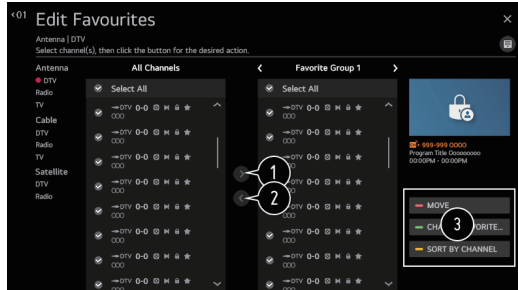 <01 Edit Favourites ×
Antenna | DTV
Select channel(s), then click the button for the desired action.
Antenna
DTV
Radio
TV
Cable
DTV
Radio
TV
Satellite
DTV
Radio
All Channels
Select All
DTV 0-0
000
DTV 0-0
000
DTV 0-0
000
DTV 0-0
000
DTV 0-0
000
DTV 0-0
000
DTV 0-0
000
DTV 0-0
1
2
< Favorite Group 1 >
Select All
DTV 0-0
000
DTV 0-0
000
DTV 0-0
000
DTV 0-0
000
DTV 0-0
000
DTV 0-0
000
DTV 0-0
000
DTV 0-0
999-999 0000
Program Title Oooooooo
00:00PM - 00:00PM
MOVE
3
SORT BY CHANNEL